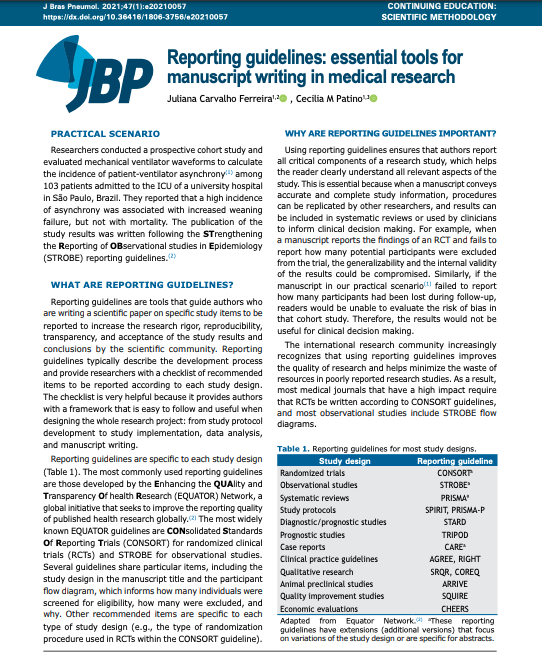 J Bras Pneumol. 2021;47(1):e20210057
https://dx.doi.org/10.36416/1806-3756/e20210057
CONTINUING EDUCATION:
SCIENTIFIC METHODOLOGY
JBP
Reporting guidelines: essential tools for
manuscript writing in medical research
Juliana Carvalho Ferreira¹,², Cecilia M Patino¹,³
PRACTICAL SCENARIO
Researchers conducted a prospective cohort study and
evaluated mechanical ventilator waveforms to calculate
the incidence of patient-ventilator asynchrony(1) among
103 patients admitted to the ICU of a university hospital
in São Paulo, Brazil. They reported that a high incidence
of asynchrony was associated with increased weaning
failure, but not with mortality. The publication of the
study results was written following the STrengthening
the Reporting of OBservational studies in Epidemiology
(STROBE) reporting guidelines.(2)
WHAT ARE REPORTING GUIDELINES?
Reporting guidelines are tools that guide authors who
are writing a scientific paper on specific study items to be
reported to increase the research rigor, reproducibility,
transparency, and acceptance of the study results and
conclusions by the scientific community. Reporting
guidelines typically describe the development process
and provide researchers with a checklist of recommended
items to be reported according to each study design.
The checklist is very helpful because it provides authors
with a framework that is easy to follow and useful when
designing the whole research project: from study protocol
development to study implementation, data analysis,
and manuscript writing.
Reporting guidelines are specific to each study design
(Table 1). The most commonly used reporting guidelines
are those developed by the Enhancing the QUAlity and
Transparency Of health Research (EQUATOR) Network, a
global initiative that seeks to improve the reporting quality
of published health research globally.(2) The most widely
known EQUATOR guidelines are CONsolidated Standards
Of Reporting Trials (CONSORT) for randomized clinical
trials (RCTs) and STROBE for observational studies.
Several guidelines share particular items, including the
study design in the manuscript title and the participant
flow diagram, which informs how many individuals were
screened for eligibility, how many were excluded, and
why. Other recommended items are specific to each
type of study design (e.g., the type of randomization
procedure used in RCTs within the CONSORT guideline).
WHY ARE REPORTING GUIDELINES IMPORTANT?
Using reporting guidelines ensures that authors report
all critical components of a research study, which helps
the reader clearly understand all relevant aspects of the
study. This is essential because when a manuscript conveys
accurate and complete study information, procedures
can be replicated by other researchers, and results can
be included in systematic reviews or used by clinicians
to inform clinical decision making. For example, when
a manuscript reports the findings of an RCT and fails to
report how many potential participants were excluded
from the trial, the generalizability and the internal validity
of the results could be compromised. Similarly, if the
manuscript in our practical scenario(1) failed to report
how many participants had been lost during follow-up,
readers would be unable to evaluate the risk of bias in
that cohort study. Therefore, the results would not be
useful for clinical decision making.
The international research community increasingly
recognizes that using reporting guidelines improves
the quality of research and helps minimize the waste of
resources in poorly reported research studies. As a result,
most medical journals that have a high impact require
that RCTs be written according to CONSORT guidelines,
and most observational studies include STROBE flow
diagrams.
Table 1. Reporting guidelines for most study designs.
Study design Reporting guideline
Randomized trials CONSORTᵃ
Observational studies STROBEᵃ
Systematic reviews PRISMAᵃ
Study protocols SPIRIT, PRISMA-P
Diagnostic/prognostic studies STARD
Prognostic studies TRIPOD
Case reports CAREᵃ
Clinical practice guidelines AGREE, RIGHT
Qualitative research SRQR, COREQ
Animal preclinical studies ARRIVE
Quality improvement studies SQUIRE
Economic evaluations CHEERS
Adapted from Equator Network.(2) ᵃThese reporting
guidelines have extensions (additional versions) that focus
on variations of the study design or are specific for abstracts.